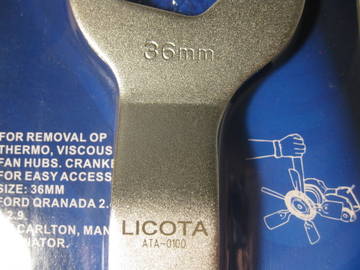 36mm
FOR REMOVAL OP
THERMO, VISCOUS
FAN HUBS. CRANKE
FOR EASY ACCESS
SIZE: 36MM
FORD QRANADA 2.
2.9
CARLTON, MAN
NATOR.
LICOTA
ATA-0100